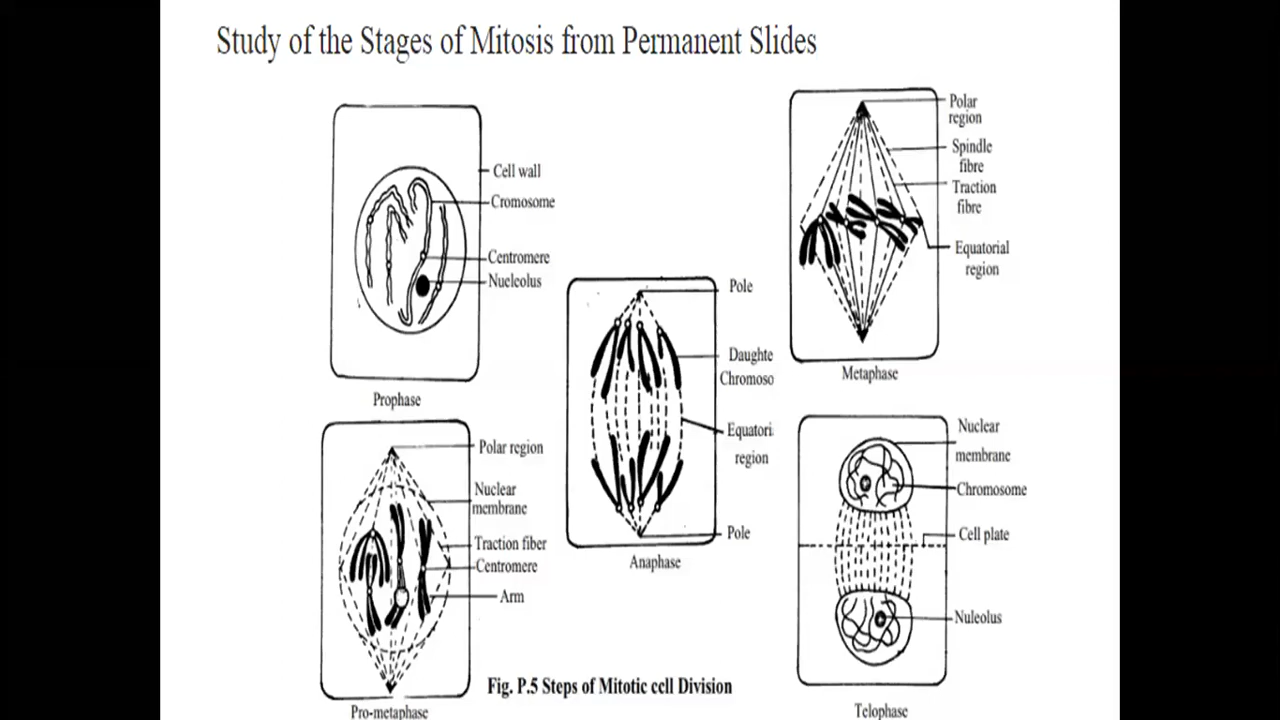 Study of the Stages of Mitosis from Permanent Slides
Cell wall
Cromosome
Centromere
Nueleolus
Prophase
Polar region
Nuclear
membrane
Traction fiber
Centromere
Arm
Pro-metaphase
Pole
Daughte
Chromoso
Equatori
region
Pole
Anaphase
Polar
region
Spindle
fibre
Traction
fibre
Equatorial
region
Metaphase
Nuclear
membrane
Chromosome
Cell plate
Nuleolus
Telophase
Fig. P.5 Steps of Mitotic cell Division